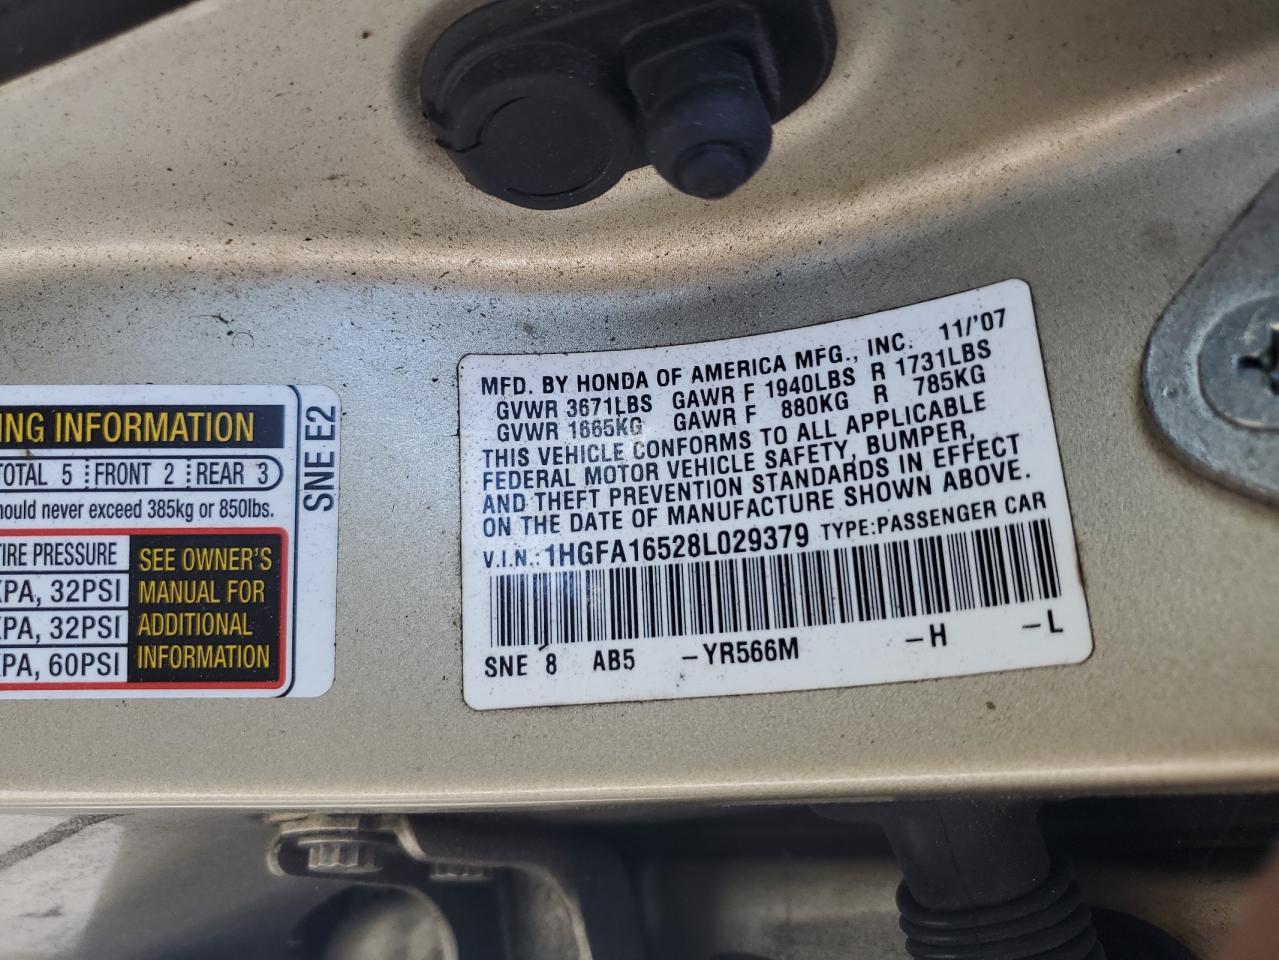 ING INFORMATION
TOTAL 5 FRONT 2 REAR 3
ould never exceed 385kg or 850lbs.
TIRE PRESSURE
KPA, 32PSI
KPA, 32PSI
KPA, 60PSI
SEE OWNER'S
MANUAL FOR
ADDITIONAL
INFORMATION
SNE E2
MFD. BY HONDA OF AMERICA MFG., INC. 11/'07
GVWR 3671LBS GAWR F 1940LBS R 1731LBS
GVWR 1665KG GAWR F 880KG R 785KG
THIS VEHICLE CONFORMS TO ALL APPLICABLE
FEDERAL MOTOR VEHICLE SAFETY, BUMPER,
AND THEFT PREVENTION STANDARDS IN EFFECT
ON THE DATE OF MANUFACTURE SHOWN ABOVE.
V.I.N.: 1HGFA16528L029379 TYPE:PASSENGER CAR
SNE 8 AB5 -YR566M -H -L